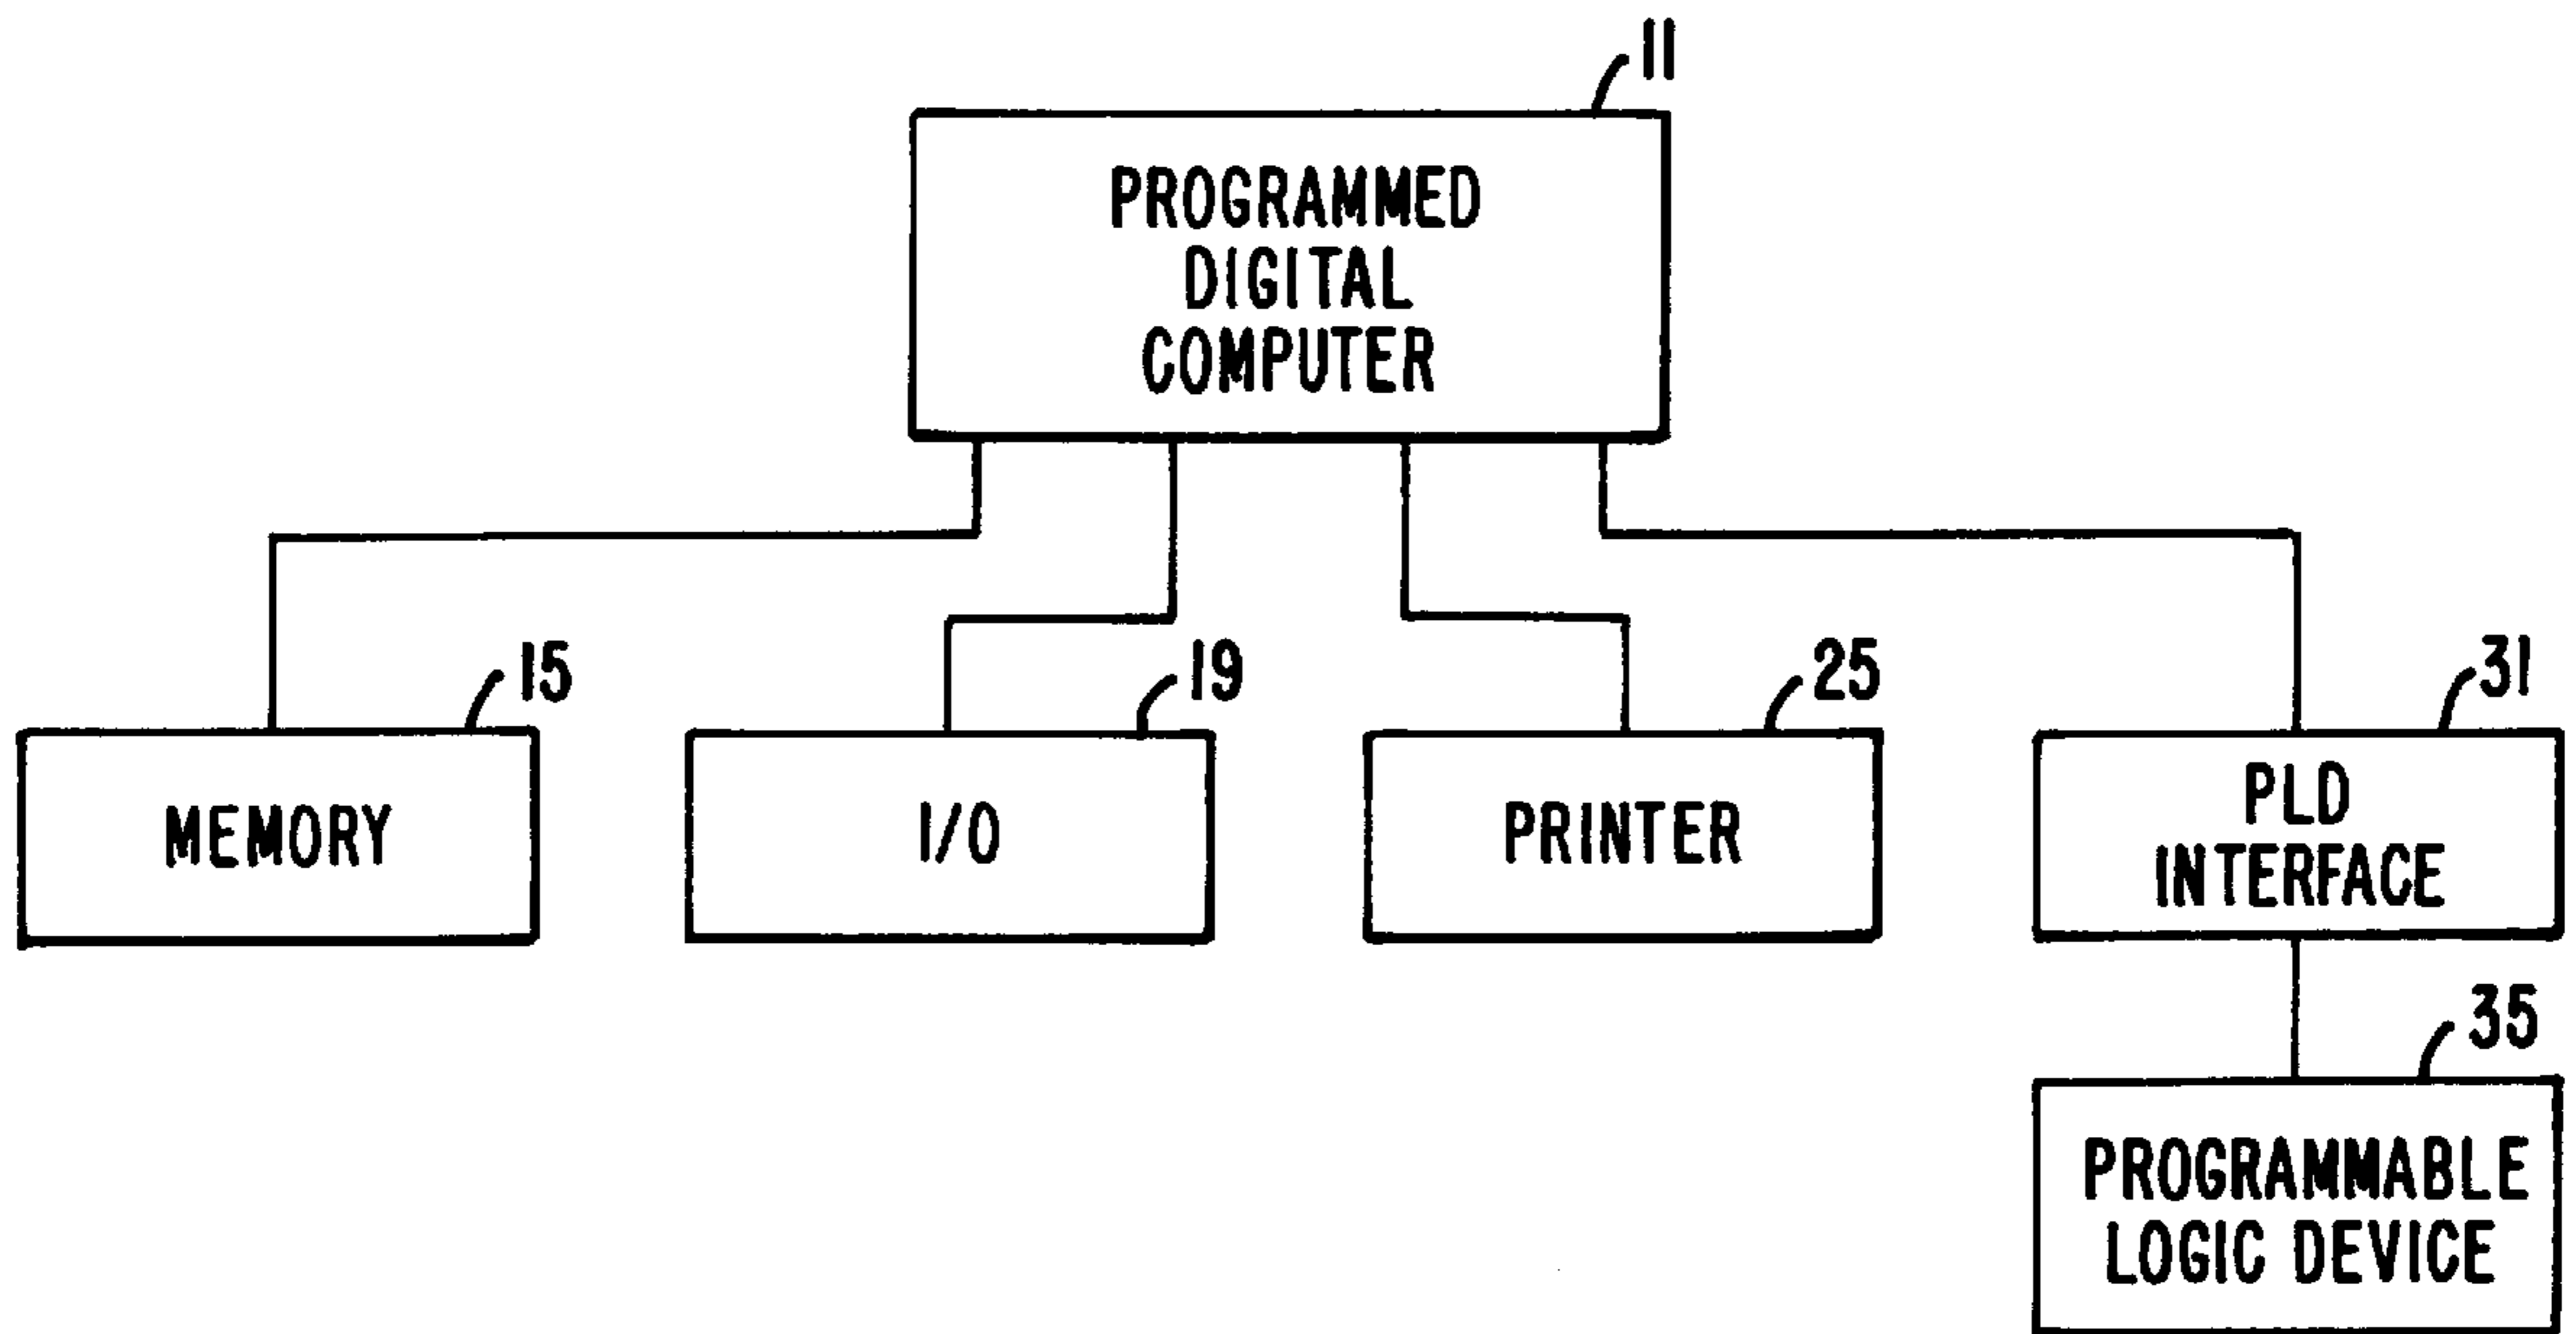 11
PROGRAMMED
DIGITAL
COMPUTER
15
19
25
31
MEMORY
I/O
PRINTER
PLD
INTERFACE
35
PROGRAMMABLE
LOGIC DEVICE